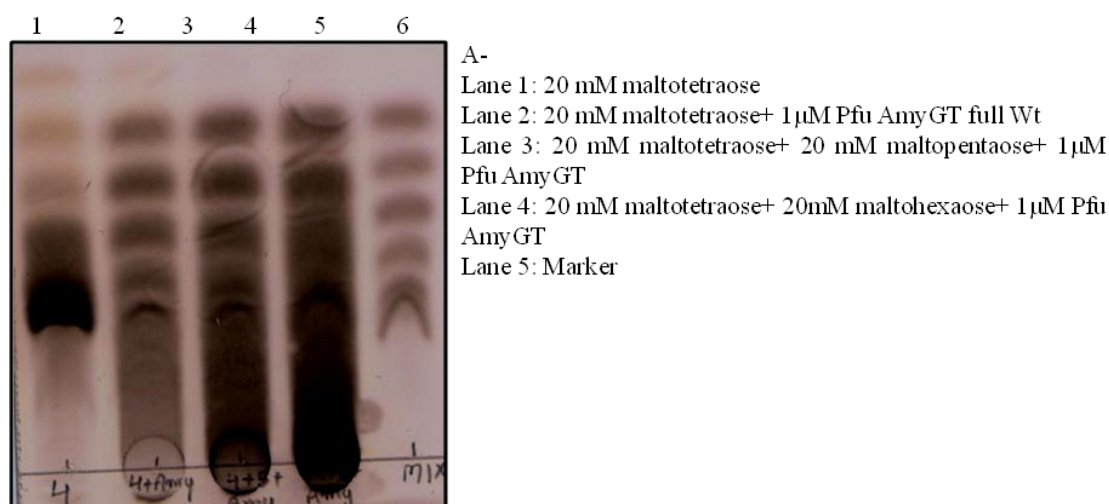 1 2 3 4 5 6
A-
Lane 1: 20 mM maltotetraose
Lane 2: 20 mM maltotetraose+ 1µM Pfu AmyGT full Wt
Lane 3: 20 mM maltotetraose+ 20 mM maltopentaose+ 1µM
Pfu AmyGT
Lane 4: 20 mM maltotetraose+ 20mM maltohexaose+ 1µM Pfu
AmyGT
Lane 5: Marker
4 4+Amy 4+5+ MIX
Amy Amy